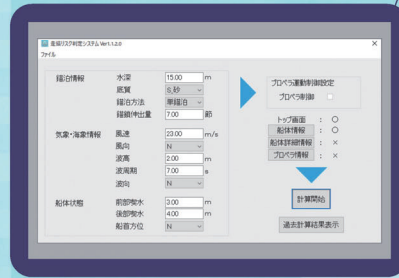 走錨リスク判定システム Ver1.1.2.0
ファイル
錨泊情報 水深 15.00 m
底質 S_砂
錨泊方法 単錨泊
錨鎖伸出量 7.00 節
気象・海象情報 風速 23.00 m/s
風向 N
波高 2.00 m
波周期 7.00 s
波向 N
船体状態 前部喫水 3.00 m
後部喫水 4.00 m
船首方位 N
プロペラ運動制御設定
プロペラ制御
トップ画面 : ○
船体情報 : ○
船体詳細情報 : ×
プロペラ情報 : ×
計算開始
過去計算結果表示